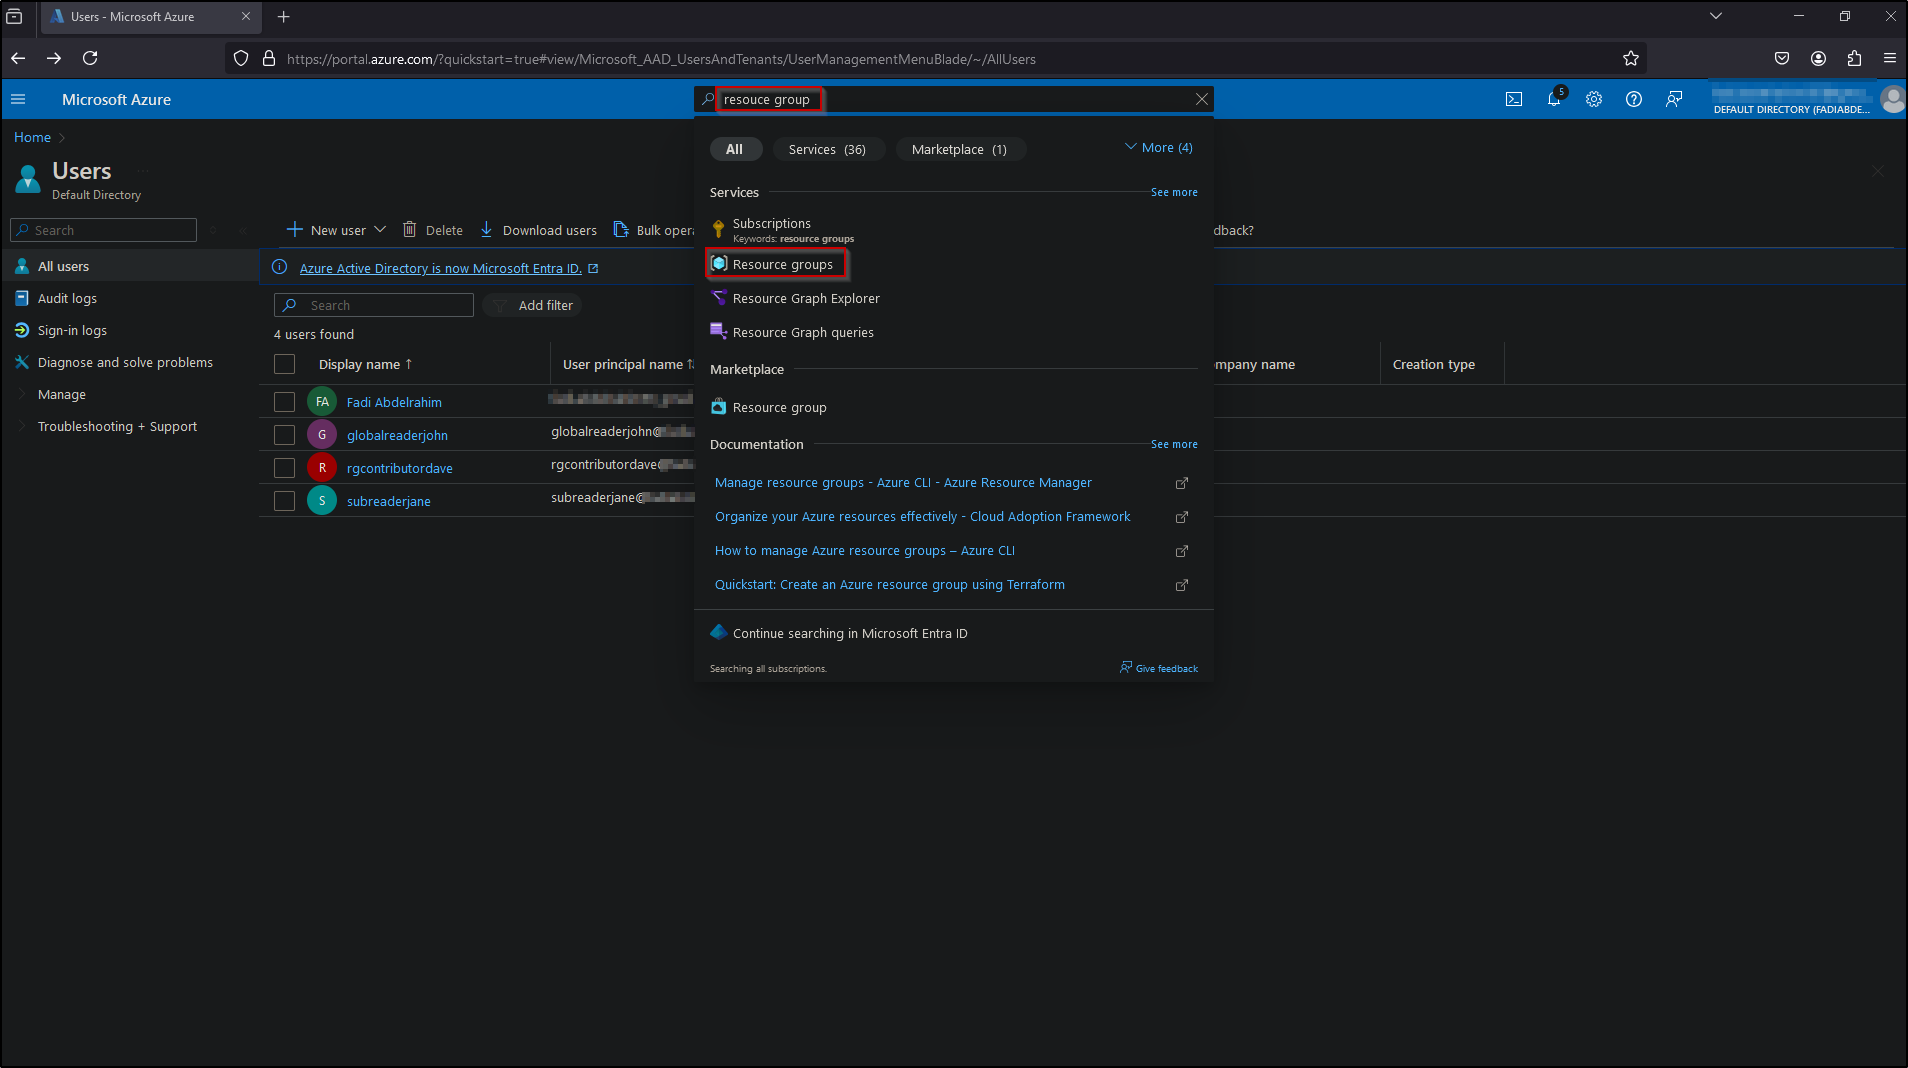 Users - Microsoft Azure
https://portal.azure.com/?quickstart=true#view/Microsoft_AAD_UsersAndTenants/UserManagementMenuBlade/~/AllUsers
Microsoft Azure
resouce group
5
DEFAULT DIRECTORY (FADIABDE...
Home
Users
...
Default Directory
Search
All users
Audit logs
Sign-in logs
Diagnose and solve problems
Manage
Troubleshooting + Support
New user
Delete
Download users
Bulk opera
dback?
Azure Active Directory is now Microsoft Entra ID.
Search
Add filter
4 users found
Display name ↑
User principal name ↑
mpany name
Creation type
FA
Fadi Abdelrahim
G
globalreaderjohn
globalreaderjohn@
R
rgcontributordave
rgcontributordave@
S
subreaderjane
subreaderjane@
All
Services (36)
Marketplace (1)
More (4)
Services
See more
Subscriptions
Keywords: resource groups
Resource groups
Resource Graph Explorer
Resource Graph queries
Marketplace
Resource group
Documentation
See more
Manage resource groups - Azure CLI - Azure Resource Manager
Organize your Azure resources effectively - Cloud Adoption Framework
How to manage Azure resource groups – Azure CLI
Quickstart: Create an Azure resource group using Terraform
Continue searching in Microsoft Entra ID
Searching all subscriptions.
Give feedback